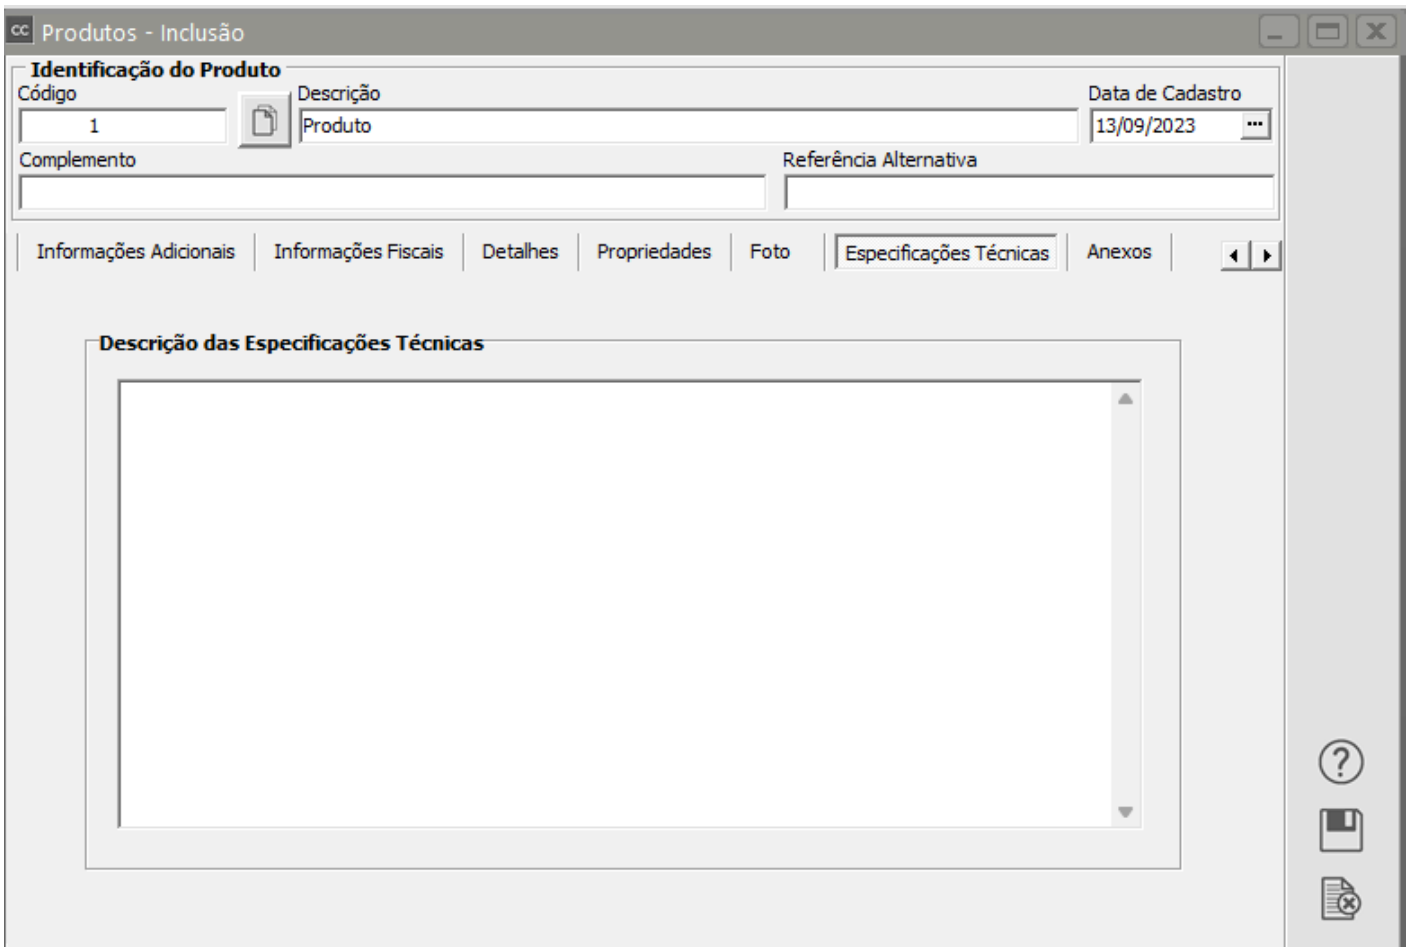 cc Produtos - Inclusão
Identificação do Produto
Código Descrição Data de Cadastro
1 Produto 13/09/2023 ...
Complemento Referência Alternativa
Informações Adicionais Informações Fiscais Detalhes Propriedades Foto Especificações Técnicas Anexos
Descrição das Especificações Técnicas
?